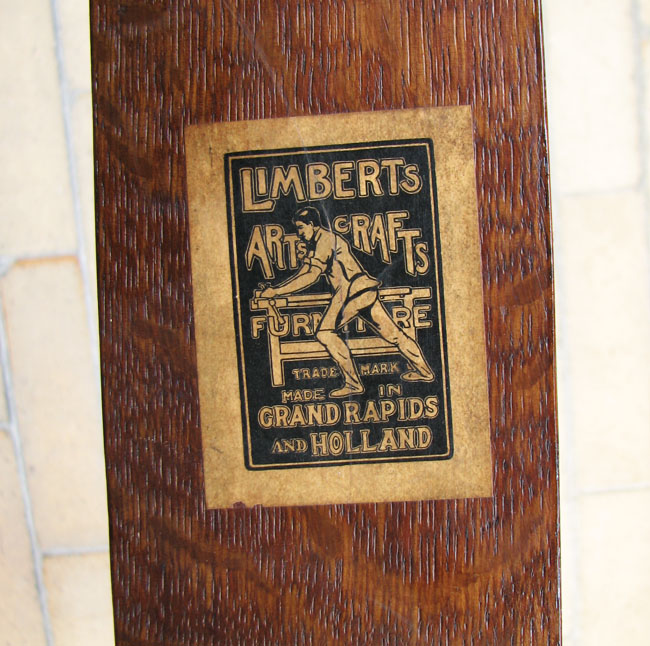 LIMBERTS
ARTS CRAFTS
FURNITURE
TRADE MARK
MADE IN
GRAND RAPIDS
AND HOLLAND